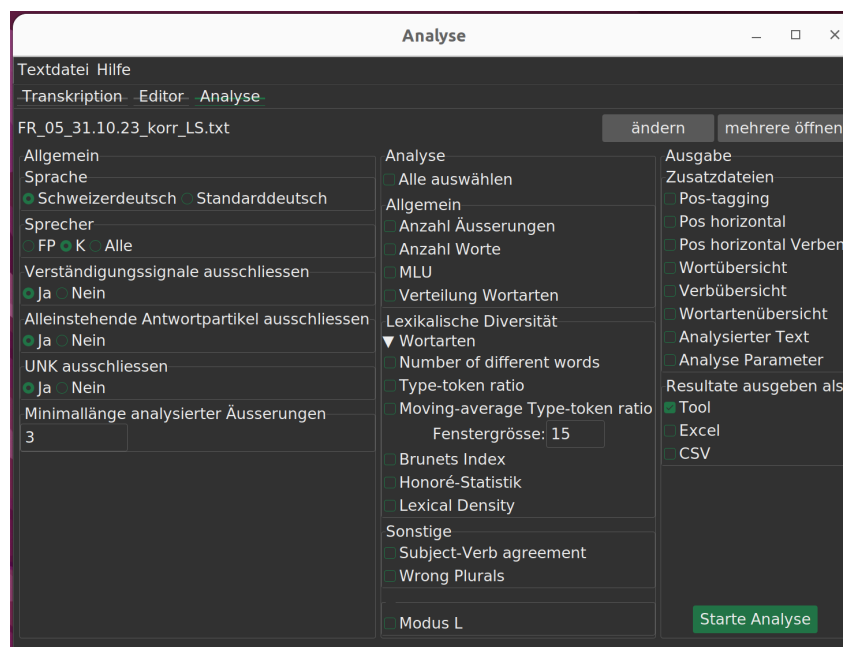 Analyse
Textdatei Hilfe
Transkription Editor Analyse
FR_05_31.10.23_korr_LS.txt
ändern
mehrere öffnen
Allgemein
Sprache
Schweizerdeutsch Standarddeutsch
Sprecher
FP K Alle
Verständigungssignale ausschliessen
Ja Nein
Alleinstehende Antwortpartikel ausschliessen
Ja Nein
UNK ausschliessen
Ja Nein
Minimallänge analysierter Äusserungen
3
Analyse
Alle auswählen
Allgemein
Anzahl Äusserungen
Anzahl Worte
MLU
Verteilung Wortarten
Lexikalische Diversität
▼ Wortarten
Number of different words
Type-token ratio
Moving-average Type-token ratio
Fenstergrösse: 15
Brunets Index
Honoré-Statistik
Lexical Density
Sonstige
Subject-Verb agreement
Wrong Plurals
Modus L
Ausgabe
Zusatzdateien
Pos-tagging
Pos horizontal
Pos horizontal Verben
Wortübersicht
Verbübersicht
Wortartenübersicht
Analysierter Text
Analyse Parameter
Resultate ausgeben als
Tool
Excel
CSV
Starte Analyse